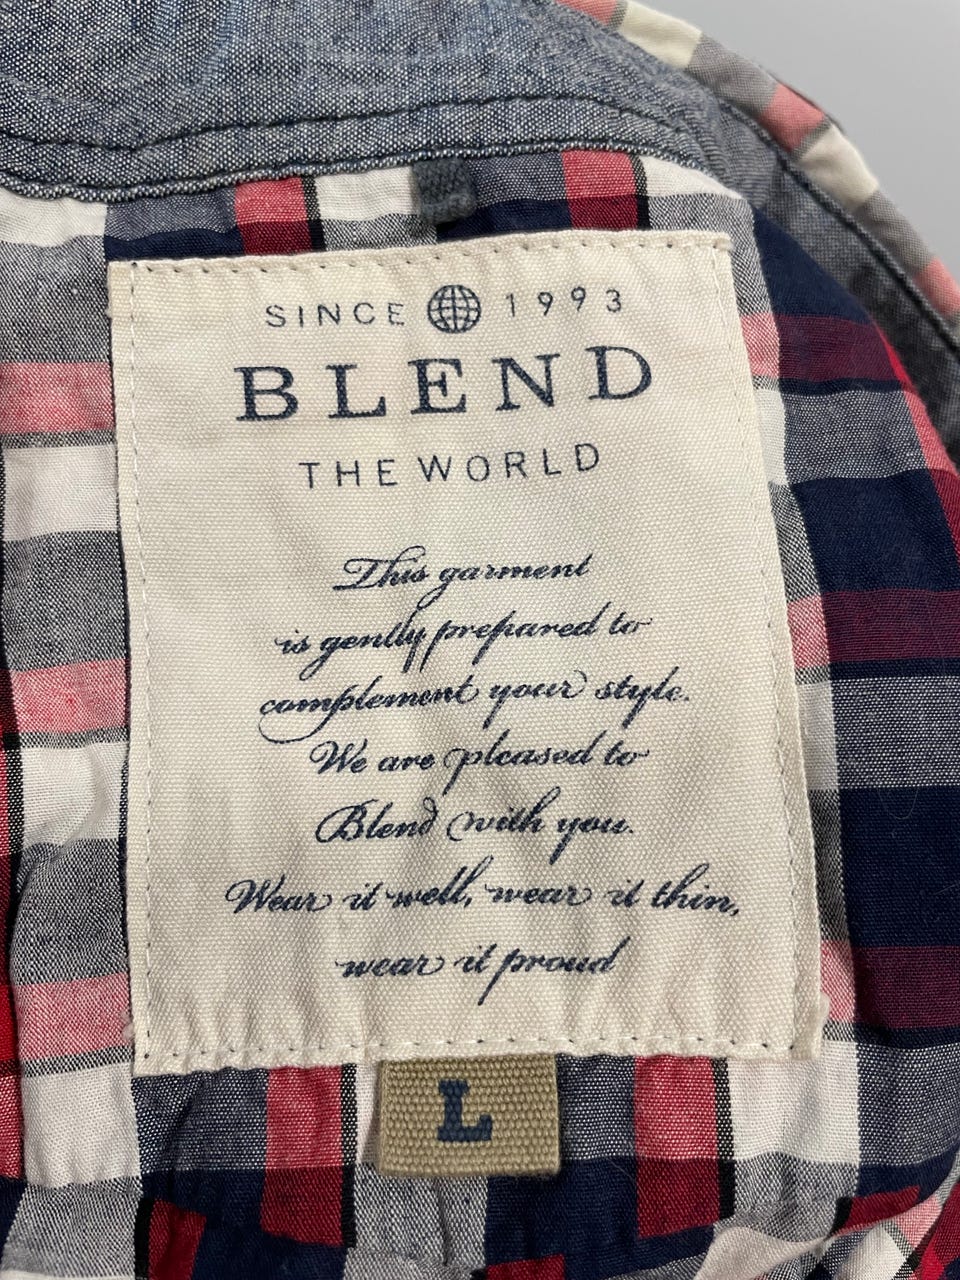 SINCE 1993
BLEND
THE WORLD
This garment
is gently prepared to
complement your style.
We are pleased to
Blend with you.
Wear it well, wear it thin,
wear it proud
L